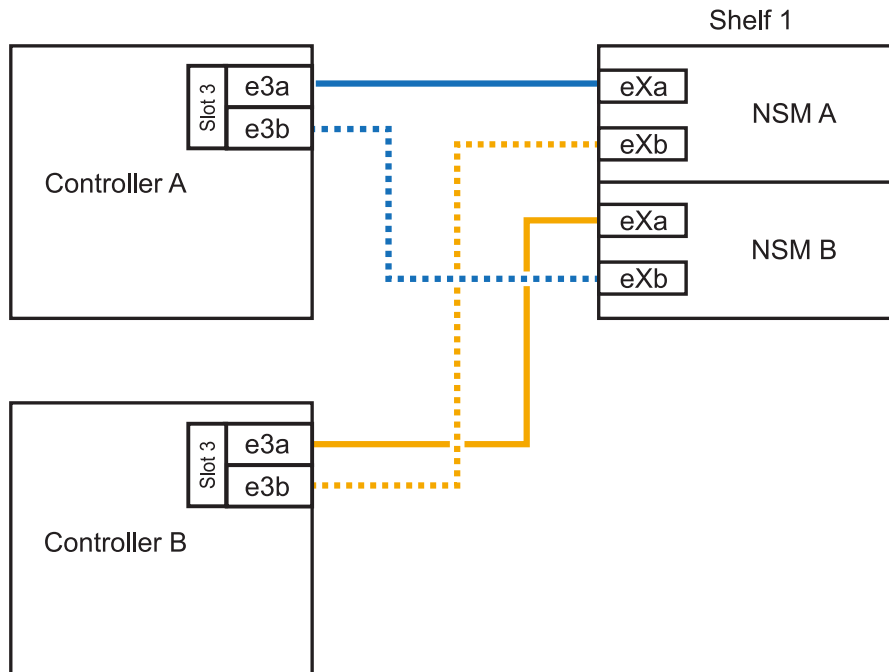 Shelf 1
Slot 3
e3a
e3b
Controller A
eXa
eXb
NSM A
eXa
eXb
NSM B
Slot 3
e3a
e3b
Controller B